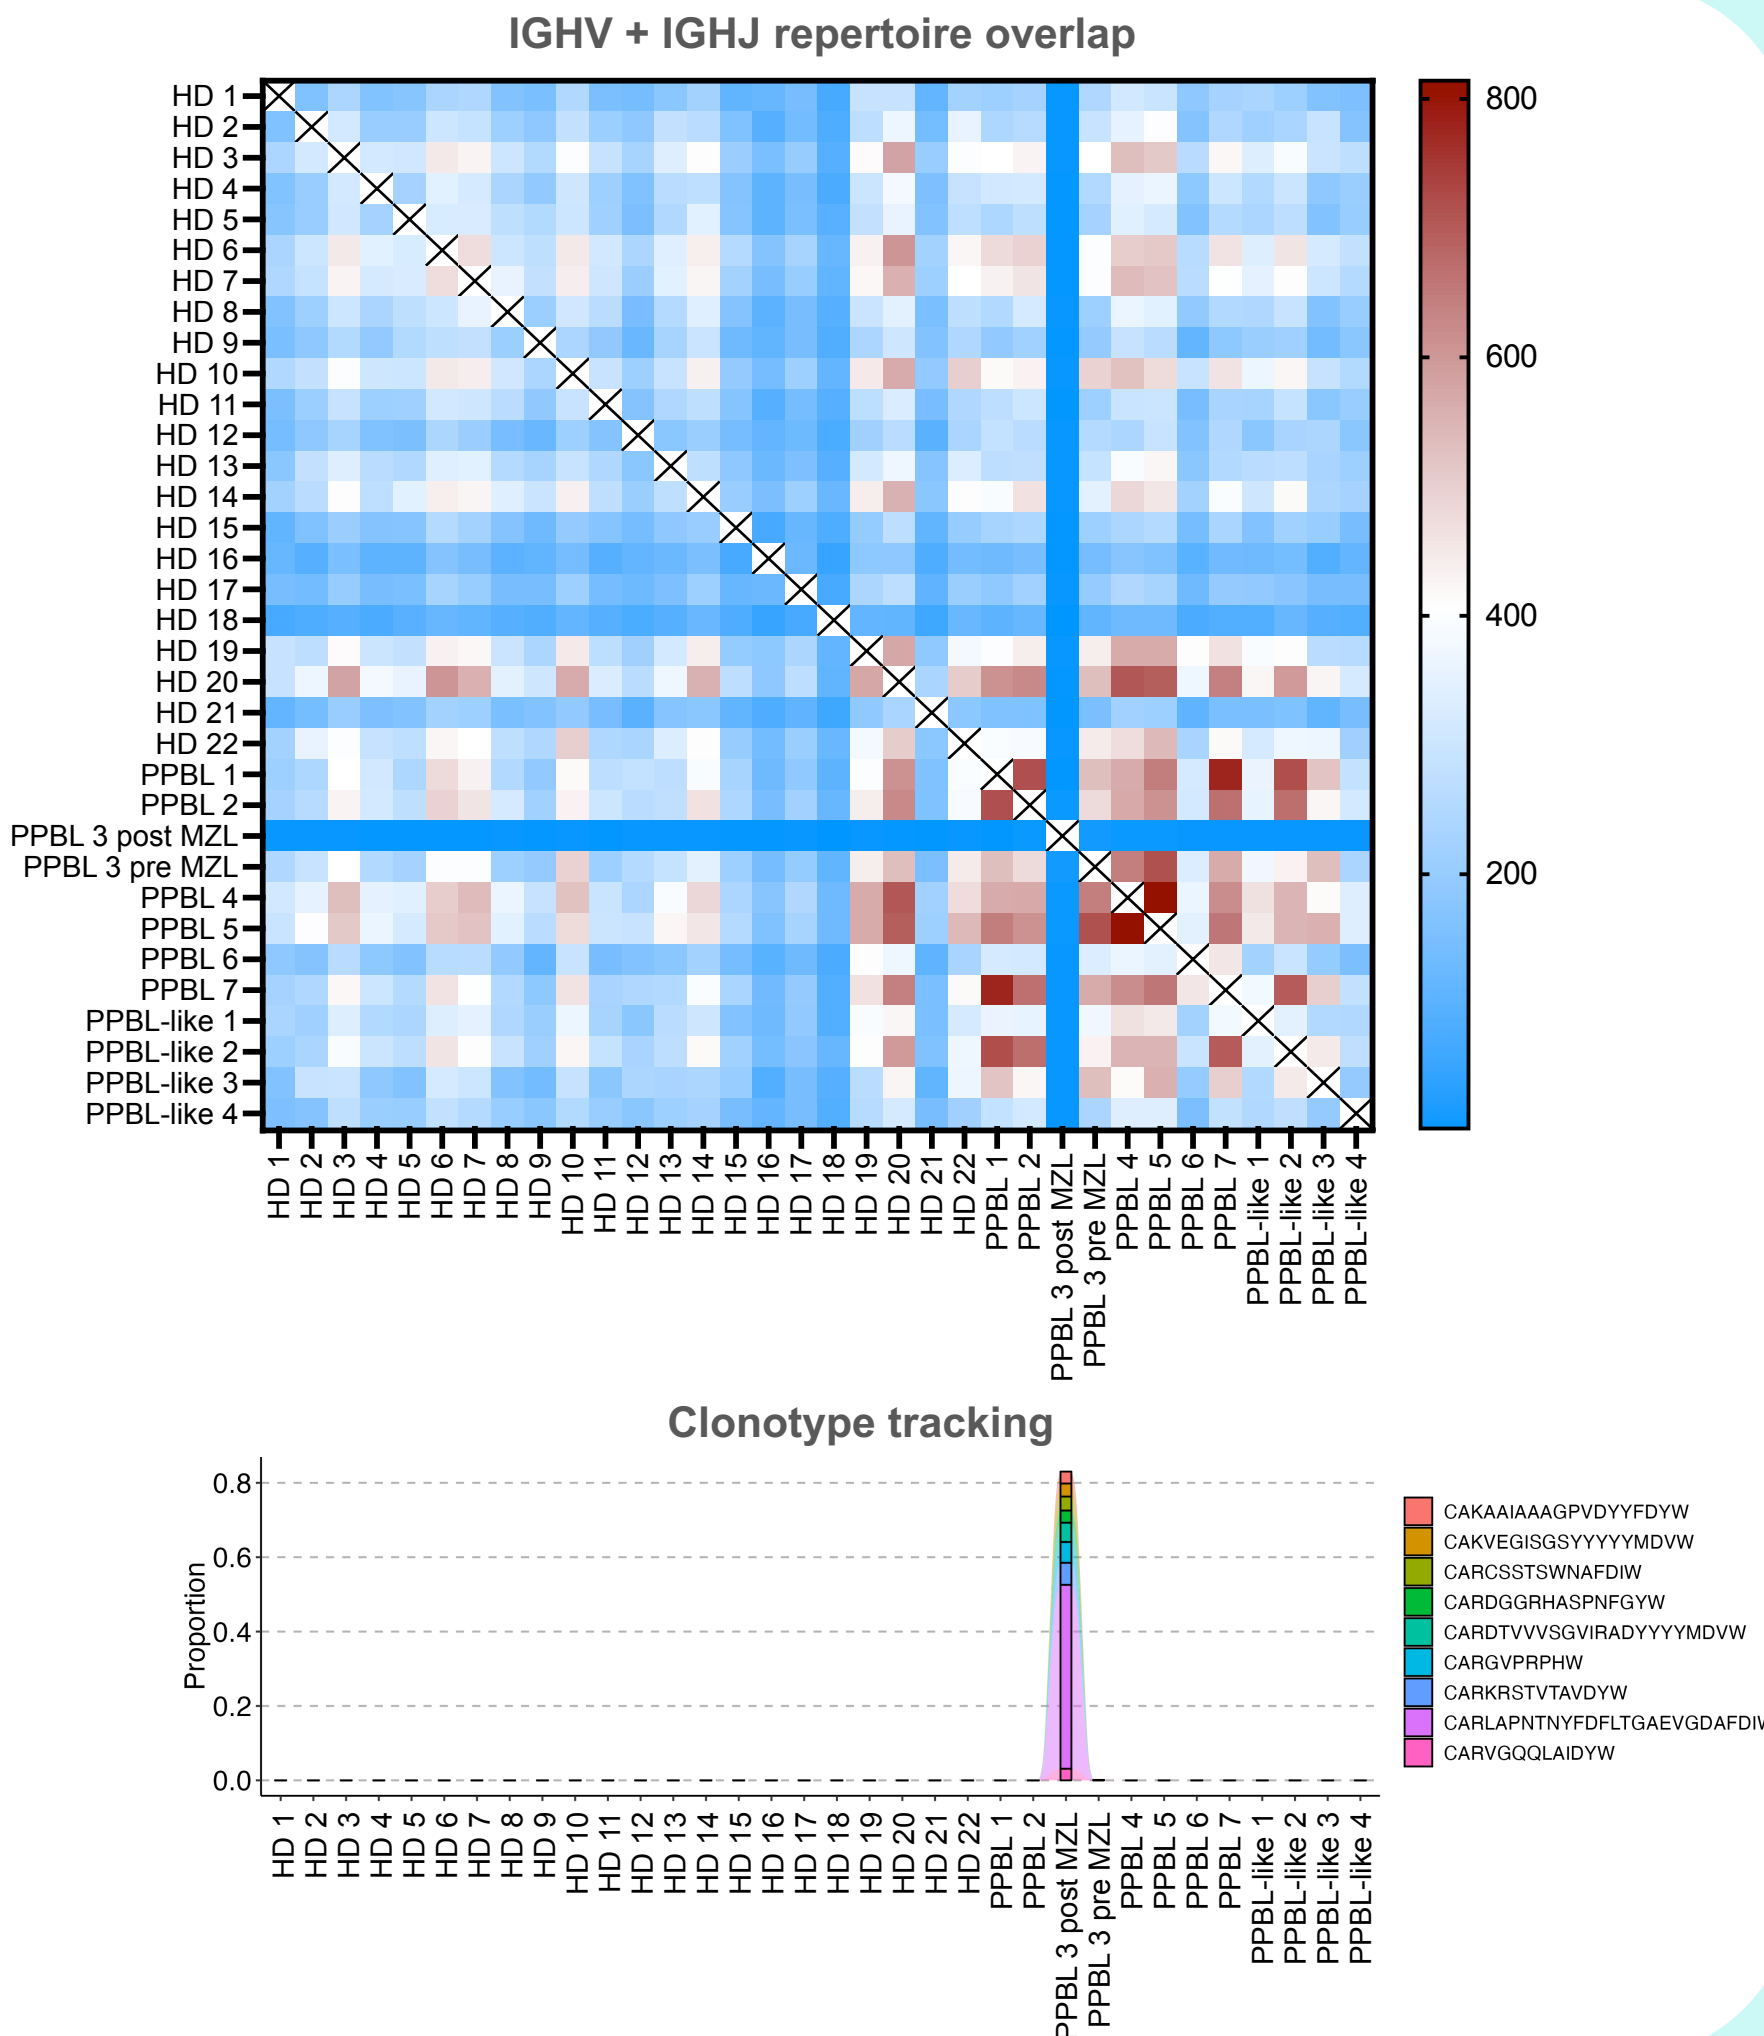 IGHV + IGHJ repertoire overlap
HD 1
HD 2
HD 3
HD 4
HD 5
HD 6
HD 7
HD 8
HD 9
HD 10
HD 11
HD 12
HD 13
HD 14
HD 15
HD 16
HD 17
HD 18
HD 19
HD 20
HD 21
HD 22
PPBL 1
PPBL 2
PPBL 3 post MZL
PPBL 3 pre MZL
PPBL 4
PPBL 5
PPBL 6
PPBL 7
PPBL-like 1
PPBL-like 2
PPBL-like 3
PPBL-like 4
800
600
400
200
HD 1
HD 2
HD 3
HD 4
HD 5
HD 6
HD 7
HD 8
HD 9
HD 10
HD 11
HD 12
HD 13
HD 14
HD 15
HD 16
HD 17
HD 18
HD 19
HD 20
HD 21
HD 22
PPBL 1
PPBL 2
PPBL 3 post MZL
PPBL 3 pre MZL
PPBL 4
PPBL 5
PPBL 6
PPBL 7
PPBL-like 1
PPBL-like 2
PPBL-like 3
PPBL-like 4
Clonotype tracking
Proportion
0.8
0.6
0.4
0.2
0.0
CAKAAIAAAGPVDYYFDYW
CAKVEGISGSYYYYYMDVW
CARCSSTSWNAFDIW
CARDGGRHASPNFGYW
CARDTVVVSGVIRADYYYYMDVW
CARGVPRPHW
CARKRSTVTAVDYW
CARLAPNTNYFDFLTGAEVGDAFDIW
CARVGQQLAIDYW
HD 1
HD 2
HD 3
HD 4
HD 5
HD 6
HD 7
HD 8
HD 9
HD 10
HD 11
HD 12
HD 13
HD 14
HD 15
HD 16
HD 17
HD 18
HD 19
HD 20
HD 21
HD 22
PPBL 1
PPBL 2
PPBL 3 post MZL
PPBL 3 pre MZL
PPBL 4
PPBL 5
PPBL 6
PPBL 7
PPBL-like 1
PPBL-like 2
PPBL-like 3
PPBL-like 4